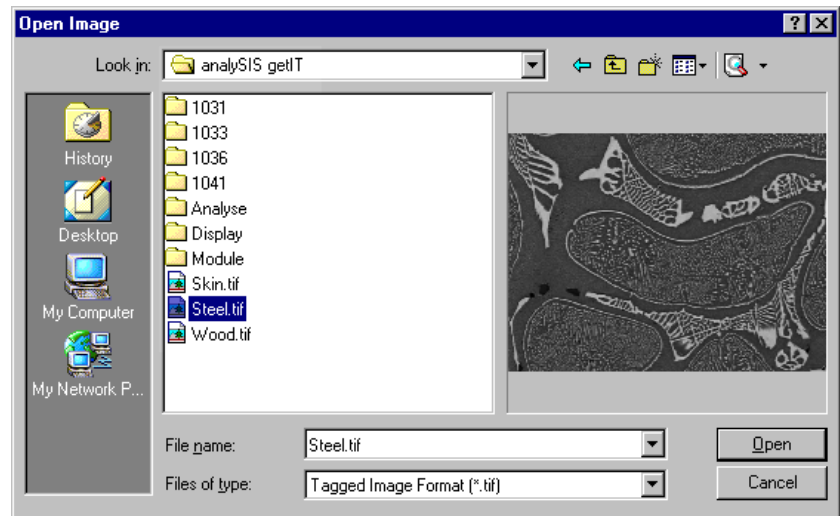 Open Image
Look in: analySIS getIT
History
Desktop
My Computer
My Network P...
1031
1033
1036
1041
Analyse
Display
Module
Skin.tif
Steel.tif
Wood.tif
File name: Steel.tif Open
Files of type: Tagged Image Format (*.tif) Cancel